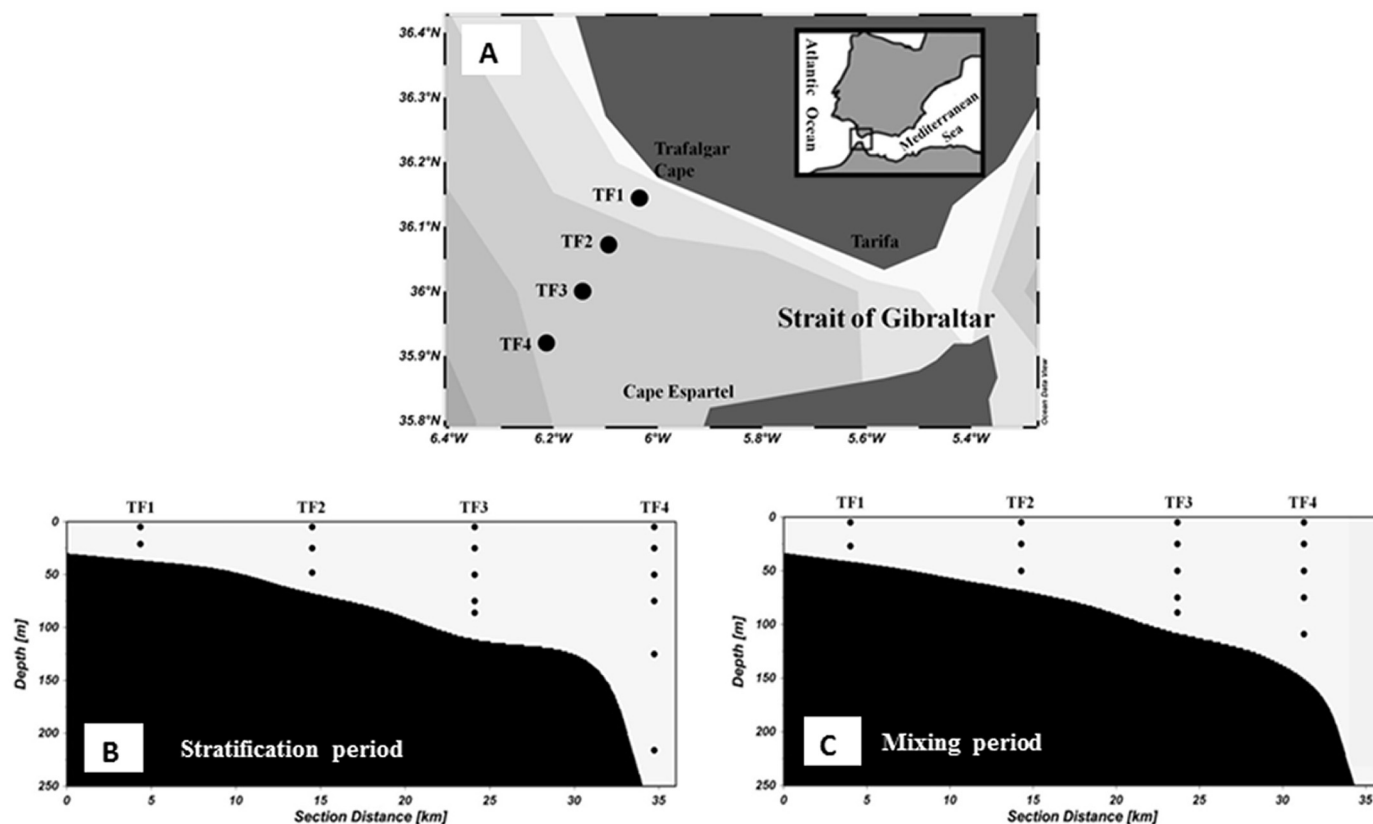 A
36.4°N
36.3°N
36.2°N
36.1°N
36°N
35.9°N
35.8°N
6.4°W
6.2°W
6°W
5.8°W
5.6°W
5.4°W
Atlantic Ocean
Mediterranean
Sea
Trafalgar
Cape
TF1
TF2
TF3
TF4
Tarifa
Strait of Gibraltar
Cape Espartel
Ocean Data View
TF1 TF2 TF3 TF4
0
50
100
150
200
250
Depth [m]
B Stratification period
0 5 10 15 20 25 30 35
Section Distance [km]
TF1 TF2 TF3 TF4
0
50
100
150
200
250
Depth [m]
C Mixing period
0 5 10 15 20 25 30 35
Section Distance [km]